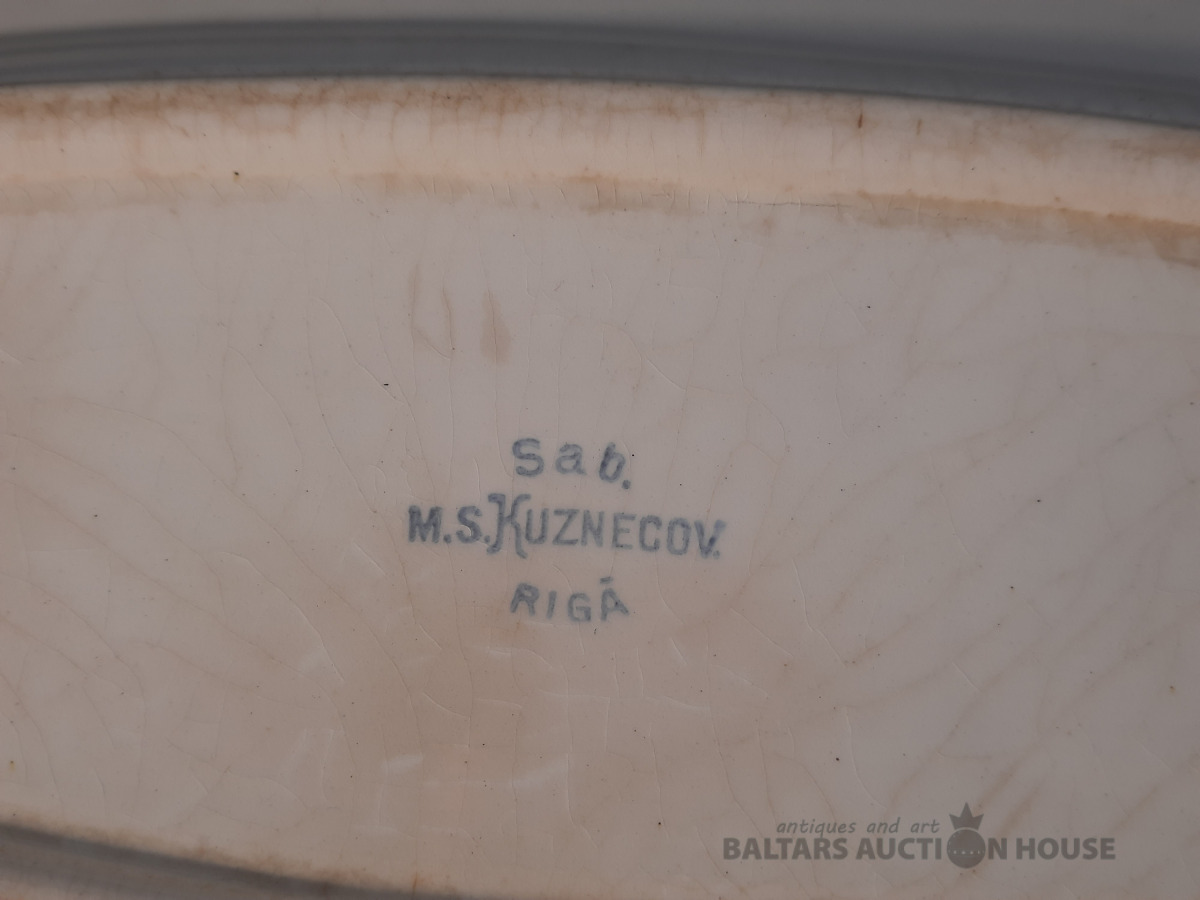 Sab.
M.S.KUZNECOV.
RIGĀ
antiques and art
BALTARS AUCTION HOUSE